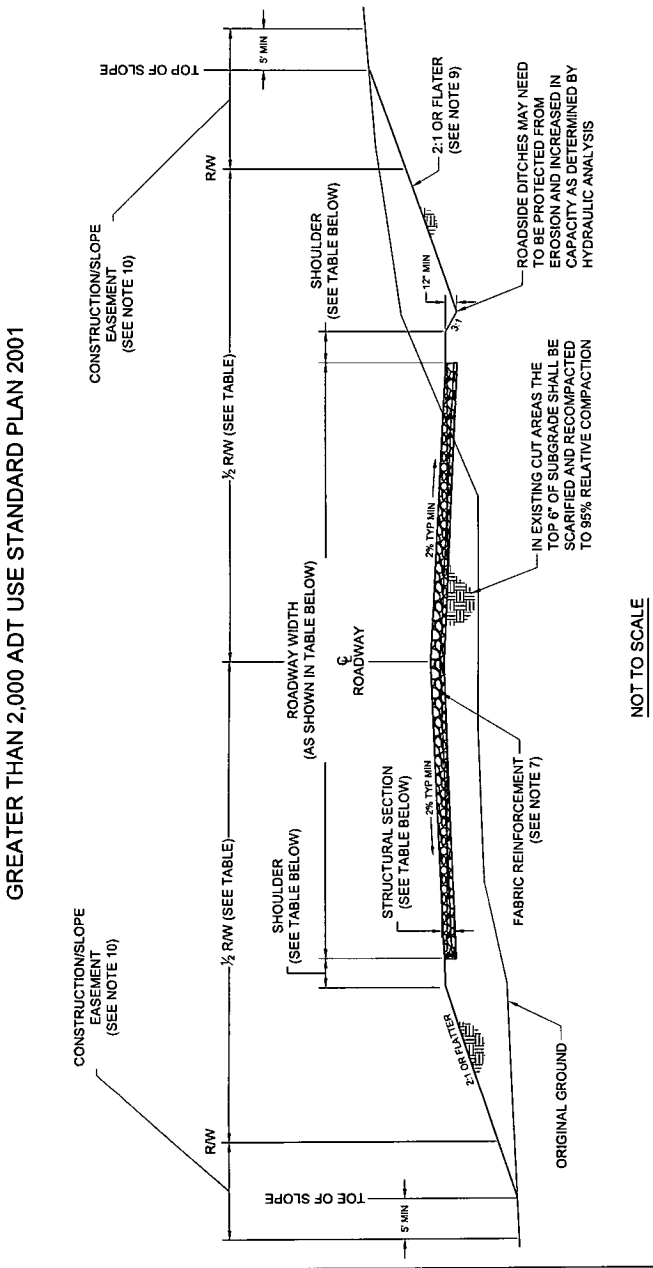 GREATER THAN 2,000 ADT USE STANDARD PLAN 2001
CONSTRUCTION/SLOPE
EASEMENT
(SEE NOTE 10)
CONSTRUCTION/SLOPE
EASEMENT
(SEE NOTE 10)
R/W
½ R/W (SEE TABLE)
½ R/W (SEE TABLE)
R/W
5' MIN
TOP OF SLOPE
TOE OF SLOPE
5' MIN
SHOULDER
(SEE TABLE BELOW)
ROADWAY WIDTH
(AS SHOWN IN TABLE BELOW)
SHOULDER
(SEE TABLE BELOW)
℄
ROADWAY
STRUCTURAL SECTION
(SEE TABLE BELOW)
2% TYP MIN
2% TYP MIN
12" MIN
3:1
2:1 OR FLATER
(SEE NOTE 9)
2:1 OR FLATTER
ORIGINAL GROUND
FABRIC REINFORCEMENT
(SEE NOTE 7)
IN EXISTING CUT AREAS THE
TOP 6" OF SUBGRADE SHALL BE
SCARIFIED AND RECOMPACTED
TO 95% RELATIVE COMPACTION
ROADSIDE DITCHES MAY NEED
TO BE PROTECTED FROM
EROSION AND INCREASED IN
CAPACITY AS DETERMINED BY
HYDRAULIC ANALYSIS
NOT TO SCALE